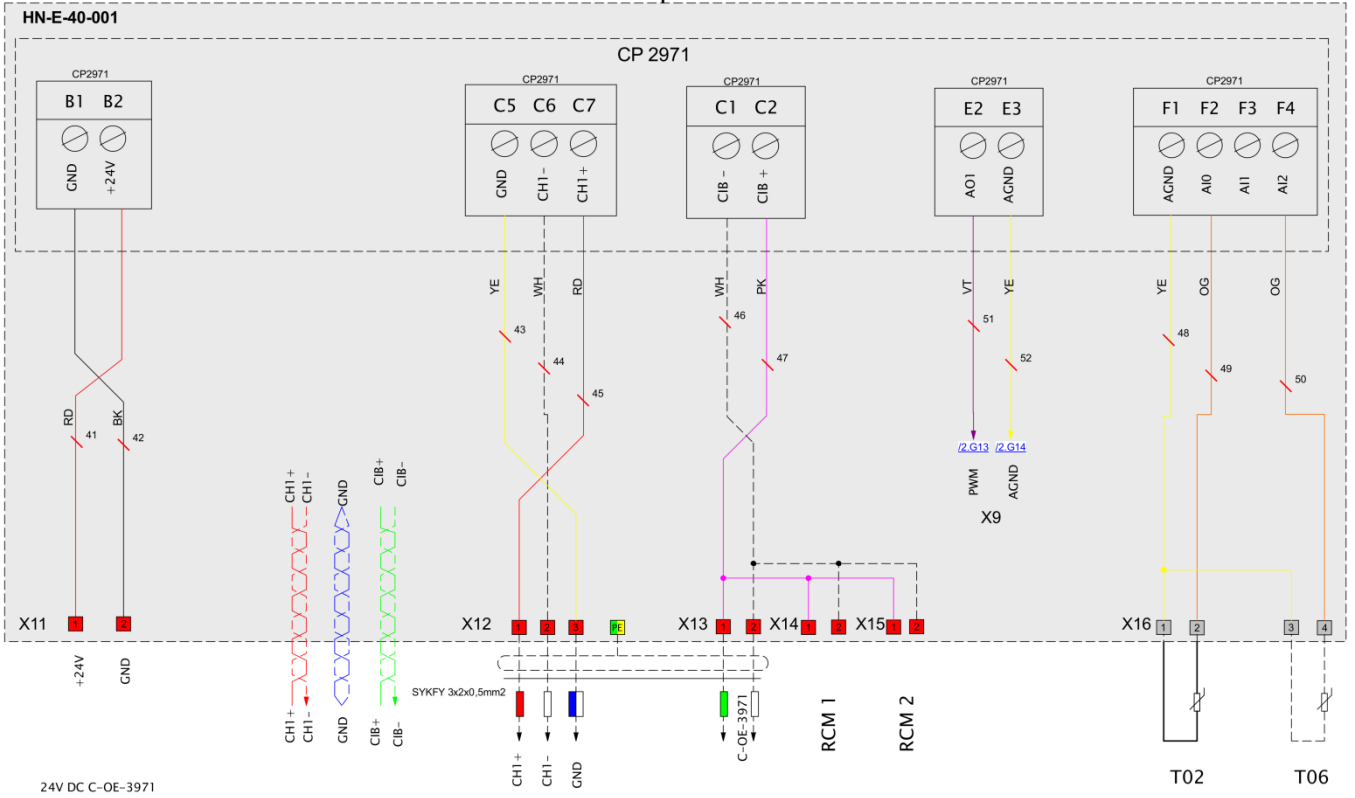 HN-E-40-001
CP 2971
CP2971
B1 B2
GND
+24V
CP2971
C5 C6 C7
GND
CH1-
CH1+
CP2971
C1 C2
CIB -
CIB +
CP2971
E2 E3
AO1
AGND
CP2971
F1 F2 F3 F4
AGND
AI0
AI1
AI2
RD
41
BK
42
YE
43
WH
44
RD
45
WH
46
PK
47
VT
51
YE
52
YE
48
OG
49
OG
50
/2.G13 /2.G14
PWM
AGND
X9
CH1+
CH1-
GND
CIB+
CIB-
X11 1 2
X12 1 2 3 PE
X13 1 2
X14 1 2
X15 1 2
X16 1 2 3 4
+24V
GND
CH1+
CH1-
GND
CIB+
CIB-
SYKFY 3x2x0,5mm2
CH1+
CH1-
GND
C-OE-3971
RCM 1
RCM 2
T02
T06
24V DC C-OE-3971